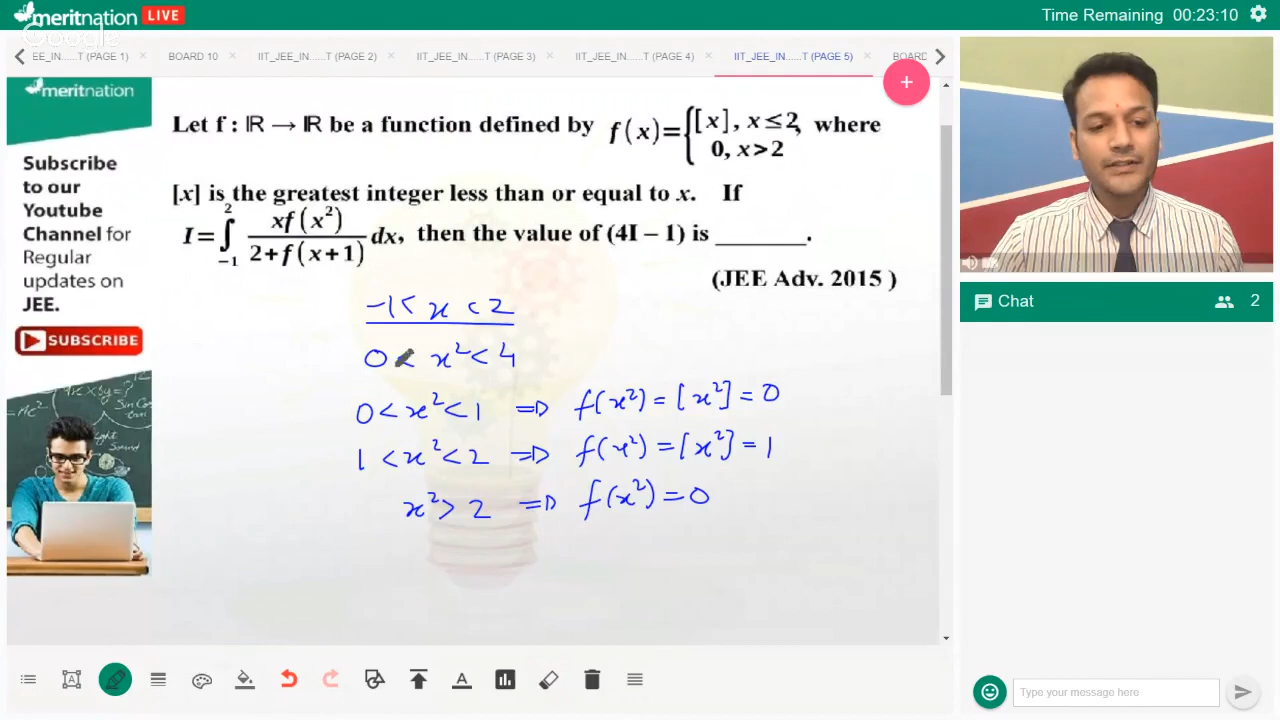 meritnation LIVE
Google
Time Remaining 00:23:10
EE_IN......T (PAGE 1)
BOARD 10
IIT_JEE_IN......T (PAGE 2)
IIT_JEE_IN......T (PAGE 3)
IIT_JEE_IN......T (PAGE 4)
IIT_JEE_IN......T (PAGE 5)
BOARD
+
meritnation
Subscribe
to our
Youtube
Channel for
Regular
updates on
JEE.
SUBSCRIBE
Let f : ℝ → ℝ be a function defined by f(x)={[x], x≤2, where
0, x>2
[x] is the greatest integer less than or equal to x. If
I=∫₋₁² xf(x²)/(2+f(x+1)) dx, then the value of (4I − 1) is ________.
(JEE Adv. 2015 )
-1 < x < 2
0 < x² < 4
0 < x² < 1 ⇒ f(x²) = [x²] = 0
1 < x² < 2 ⇒ f(x²) = [x²] = 1
x² > 2 ⇒ f(x²) = 0
Chat
2
A
A
Type your message here